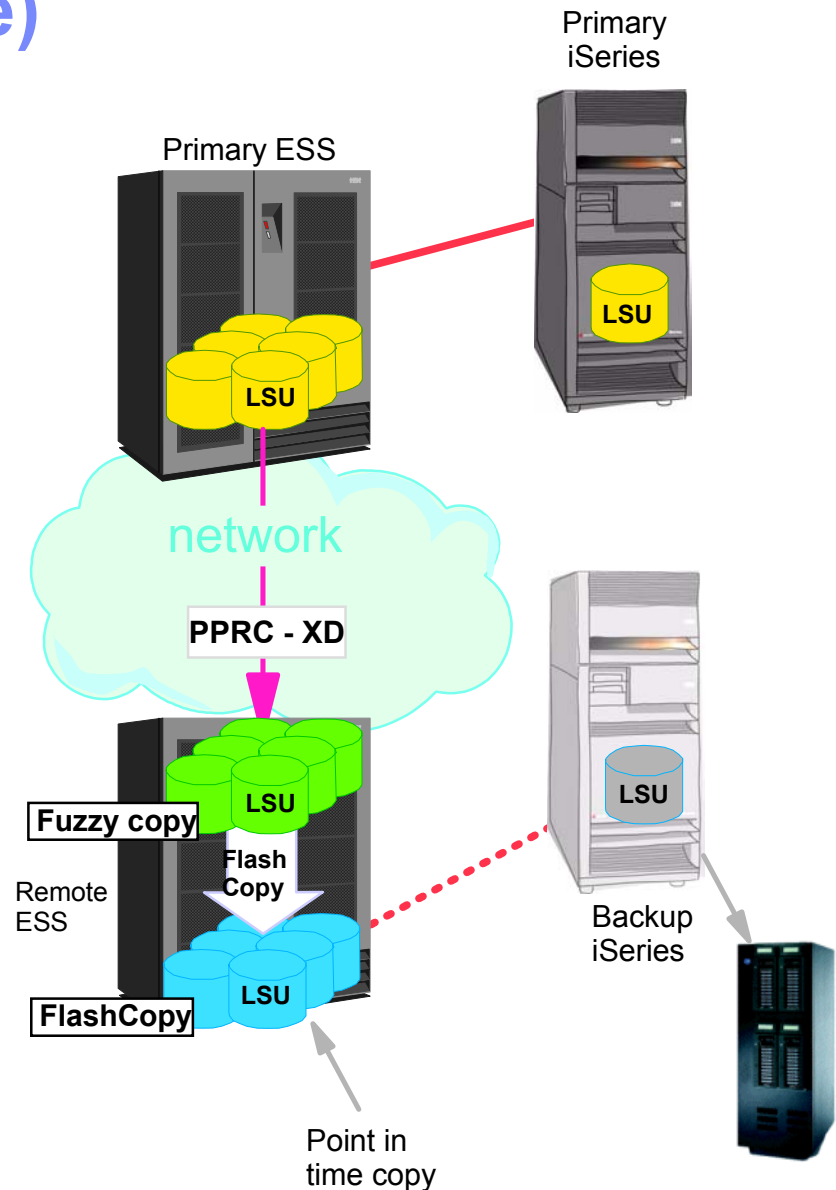 e)
Primary
iSeries
Primary ESS
LSU
LSU
network
PPRC - XD
LSU
Fuzzy copy
Flash
Copy
LSU
Remote
ESS
Backup
iSeries
LSU
FlashCopy
Point in
time copy